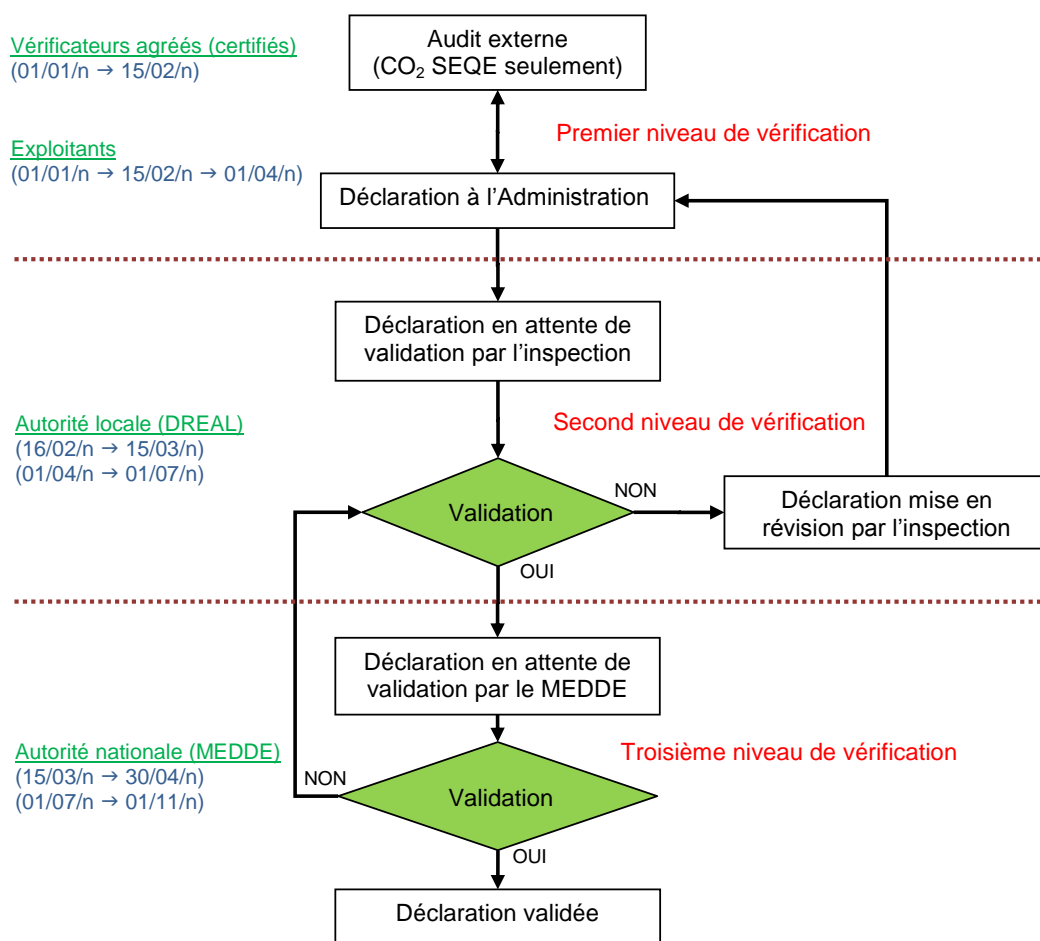 Vérificateurs agréés (certifiés)
(01/01/n → 15/02/n)
Audit externe
(CO₂ SEQE seulement)
Premier niveau de vérification
Exploitants
(01/01/n → 15/02/n → 01/04/n)
Déclaration à l'Administration
Déclaration en attente de
validation par l'inspection
Autorité locale (DREAL)
(16/02/n → 15/03/n)
(01/04/n → 01/07/n)
Second niveau de vérification
Validation
NON
Déclaration mise en
révision par l'inspection
OUI
Déclaration en attente de
validation par le MEDDE
Autorité nationale (MEDDE)
(15/03/n → 30/04/n)
(01/07/n → 01/11/n)
Troisième niveau de vérification
NON
Validation
OUI
Déclaration validée